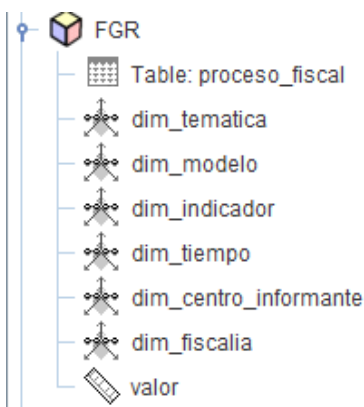 FGR
Table: proceso_fiscal
dim_tematica
dim_modelo
dim_indicador
dim_tiempo
dim_centro_informante
dim_fiscalia
valor